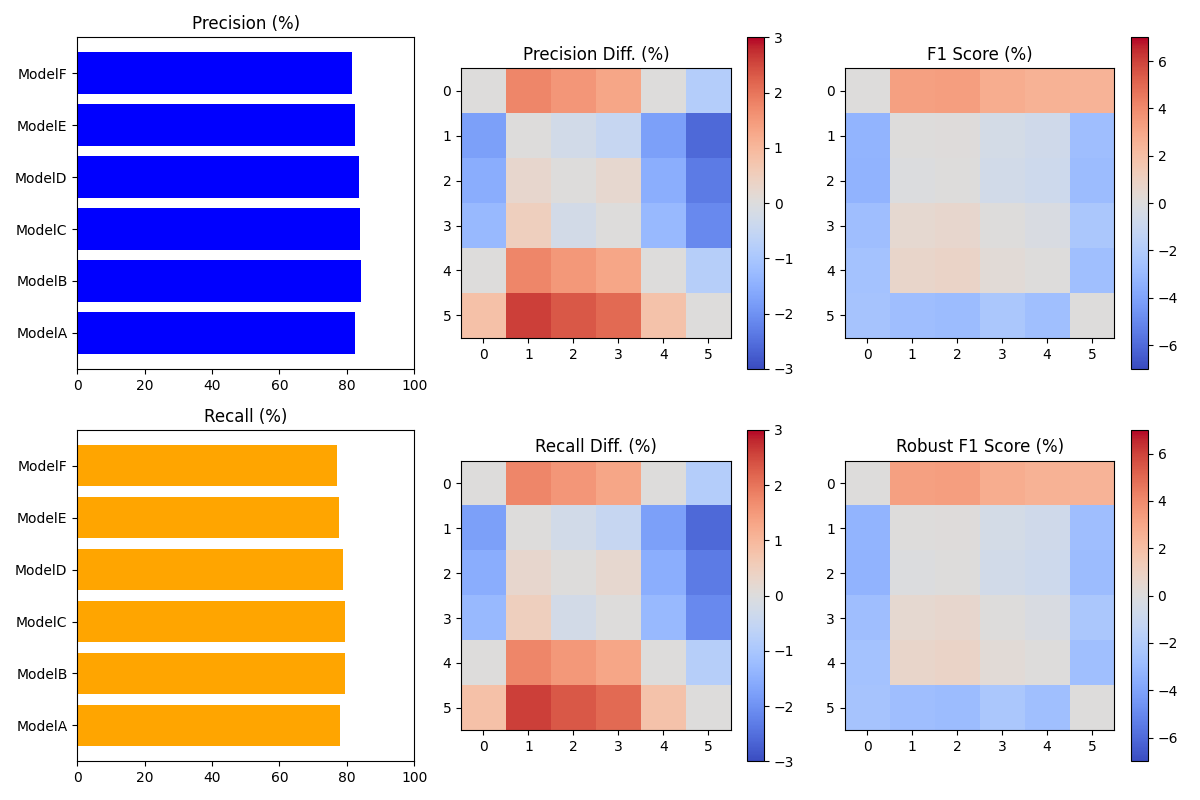 Precision (%)
ModelF
ModelE
ModelD
ModelC
ModelB
ModelA
0 20 40 60 80 100
Precision Diff. (%)
0
1
2
3
4
5
0 1 2 3 4 5
3
2
1
0
−1
−2
−3
F1 Score (%)
0
1
2
3
4
5
0 1 2 3 4 5
6
4
2
0
−2
−4
−6
Recall (%)
ModelF
ModelE
ModelD
ModelC
ModelB
ModelA
0 20 40 60 80 100
Recall Diff. (%)
0
1
2
3
4
5
0 1 2 3 4 5
3
2
1
0
−1
−2
−3
Robust F1 Score (%)
0
1
2
3
4
5
0 1 2 3 4 5
6
4
2
0
−2
−4
−6